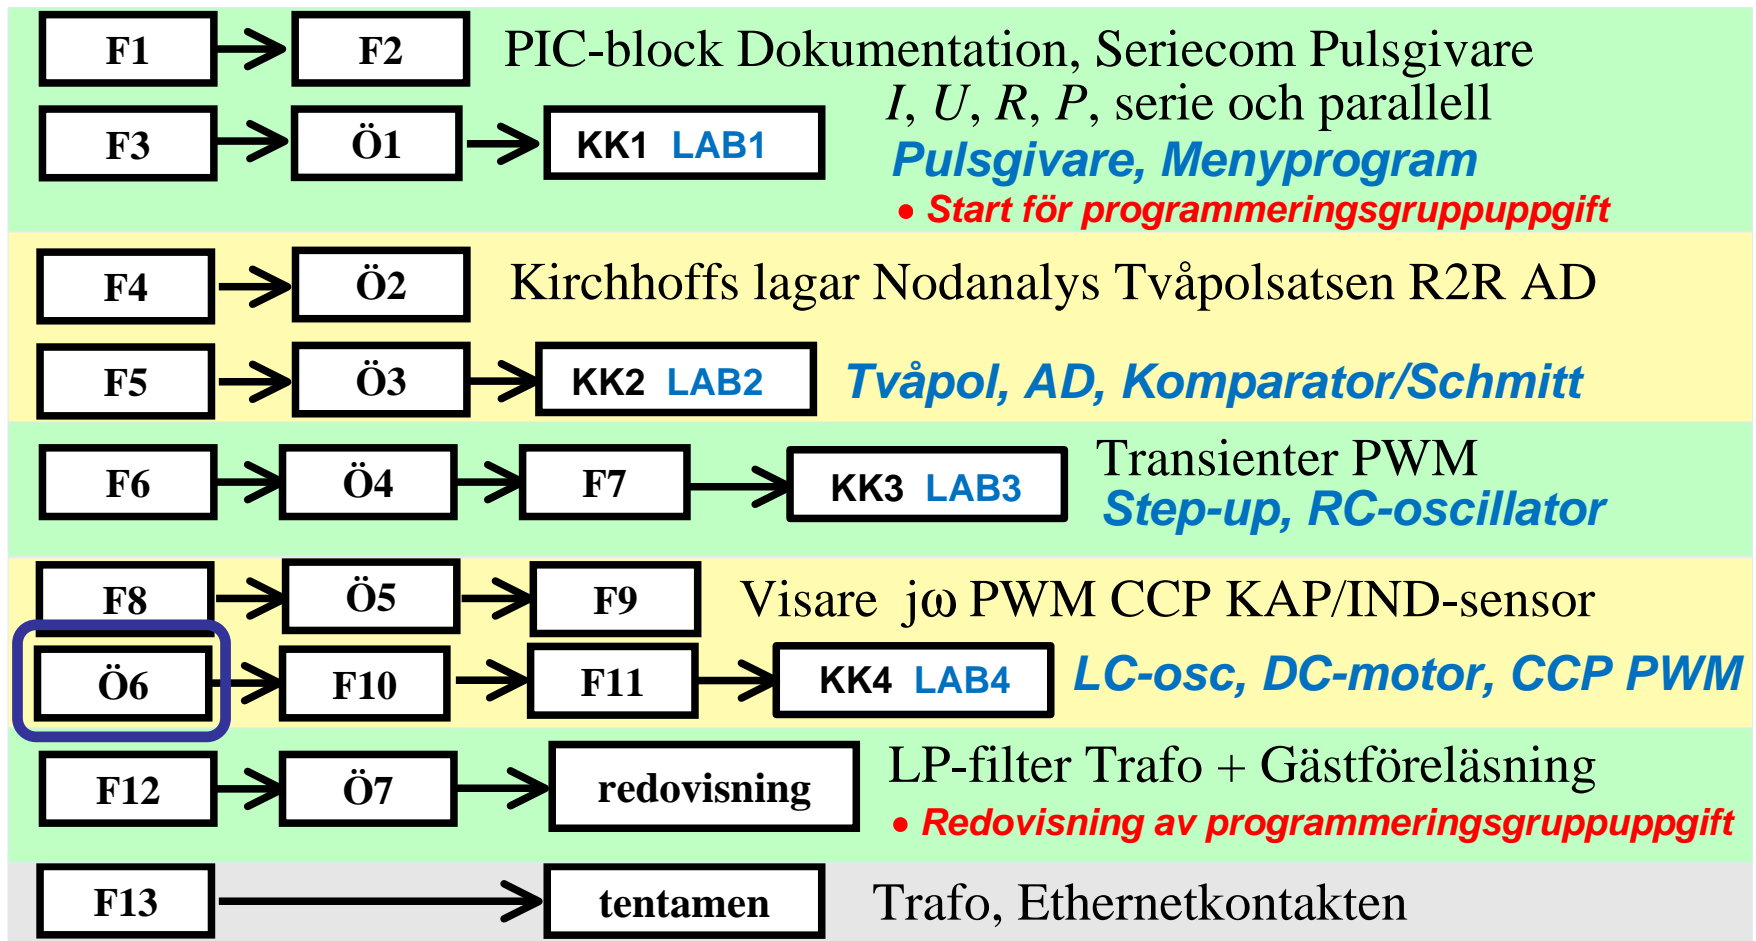 F1 F2 PIC-block Dokumentation, Seriecom Pulsgivare
I, U, R, P, serie och parallell
F3 Ö1 KK1 LAB1
Pulsgivare, Menyprogram
• Start för programmeringsgruppuppgift
F4 Ö2 Kirchhoffs lagar Nodanalys Tvåpolsatsen R2R AD
F5 Ö3 KK2 LAB2 Tvåpol, AD, Komparator/Schmitt
F6 Ö4 F7 KK3 LAB3
Transienter PWM
Step-up, RC-oscillator
F8 Ö5 F9 Visare jω PWM CCP KAP/IND-sensor
Ö6 F10 F11 KK4 LAB4 LC-osc, DC-motor, CCP PWM
F12 Ö7 redovisning
LP-filter Trafo + Gästföreläsning
• Redovisning av programmeringsgruppuppgift
F13 tentamen Trafo, Ethernetkontakten